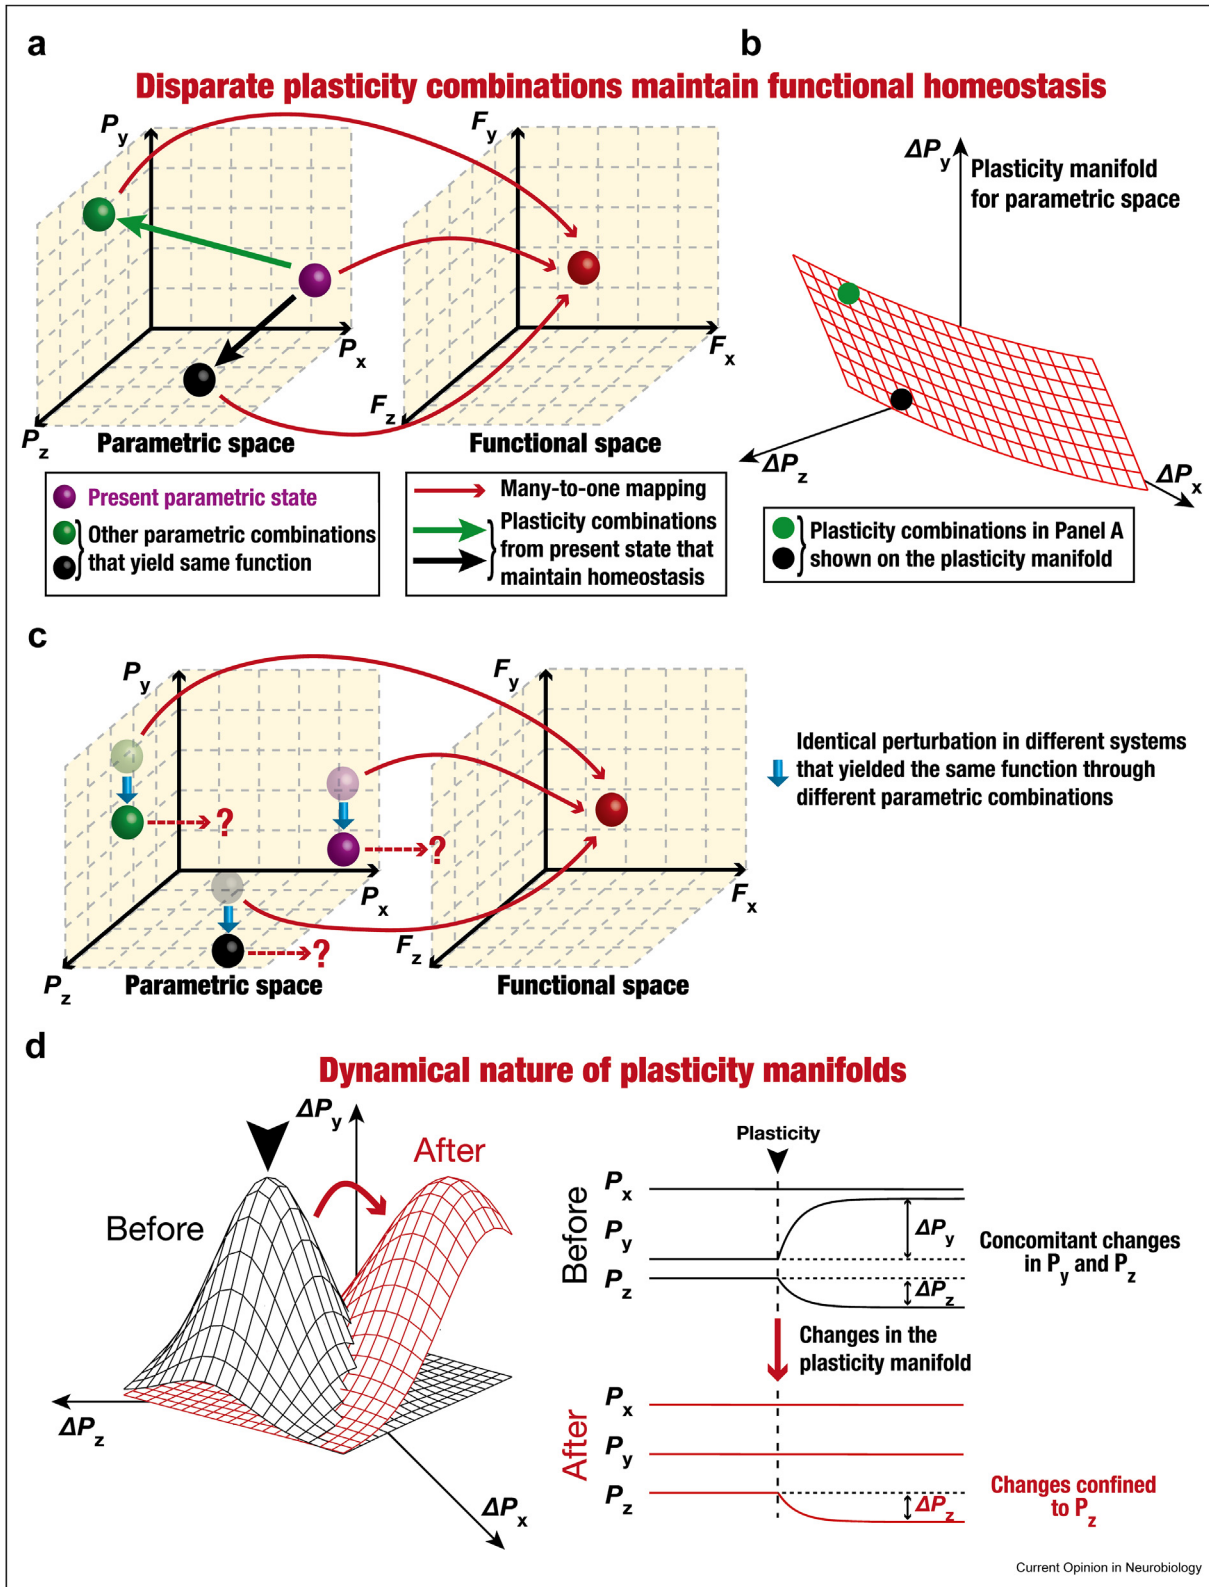 a
b
Disparate plasticity combinations maintain functional homeostasis
Py
Px
Pz
Parametric space
Fy
Fx
Fz
Functional space
ΔPy
Plasticity manifold
for parametric space
ΔPz
ΔPx
Present parametric state
Other parametric combinations
that yield same function
Many-to-one mapping
Plasticity combinations
from present state that
maintain homeostasis
Plasticity combinations in Panel A
shown on the plasticity manifold
c
Py
Px
Pz
?
?
?
Parametric space
Fy
Fx
Fz
Functional space
Identical perturbation in different systems
that yielded the same function through
different parametric combinations
d
Dynamical nature of plasticity manifolds
ΔPy
Before
After
ΔPz
ΔPx
Plasticity
Before
Px
Py
Pz
ΔPy
ΔPz
Concomitant changes
in Py and Pz
Changes in the
plasticity manifold
After
Px
Py
Pz
ΔPz
Changes confined
to Pz
Current Opinion in Neurobiology